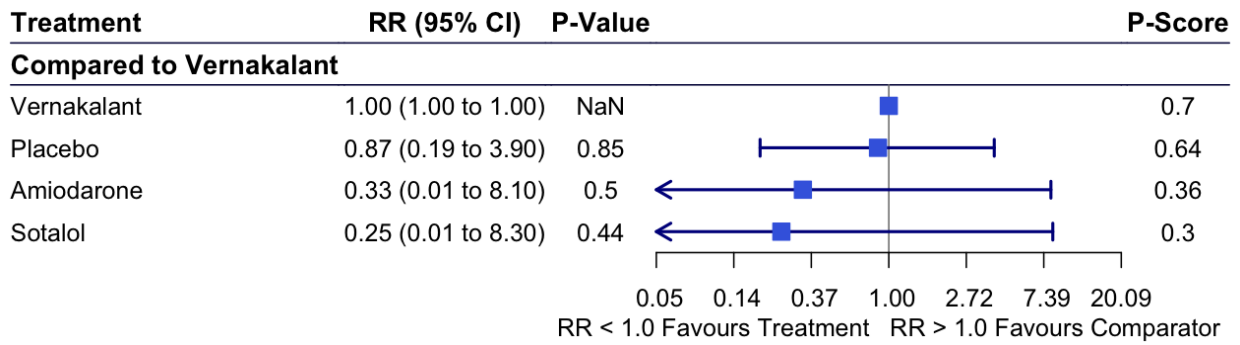 Treatment RR (95% CI) P-Value P-Score
Compared to Vernakalant
Vernakalant 1.00 (1.00 to 1.00) NaN 0.7
Placebo 0.87 (0.19 to 3.90) 0.85 0.64
Amiodarone 0.33 (0.01 to 8.10) 0.5 0.36
Sotalol 0.25 (0.01 to 8.30) 0.44 0.3
0.05 0.14 0.37 1.00 2.72 7.39 20.09
RR < 1.0 Favours Treatment RR > 1.0 Favours Comparator